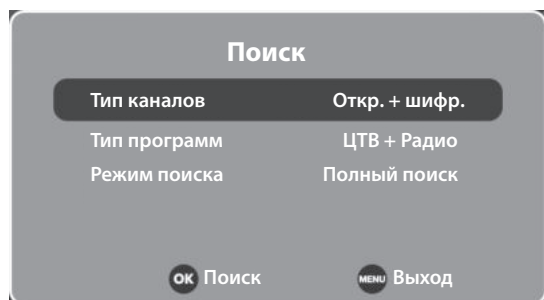 Поиск
Тип каналов Откр. + шифр.
Тип программ ЦТВ + Радио
Режим поиска Полный поиск
OK Поиск MENU Выход